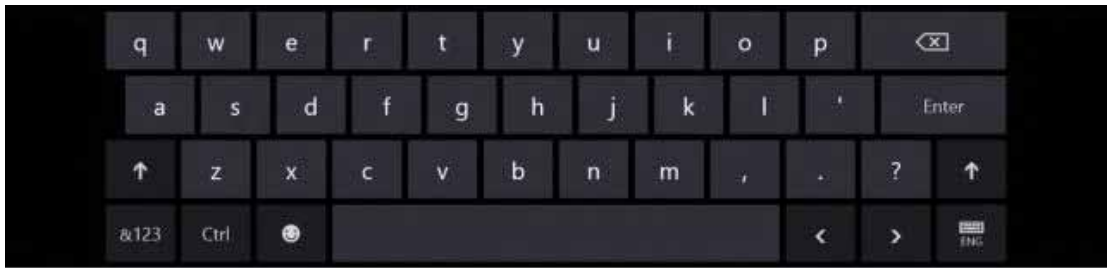 q w e r t y u i o p
a s d f g h j k l ' Enter
z x c v b n m , . ?
&123 Ctrl < > ENG